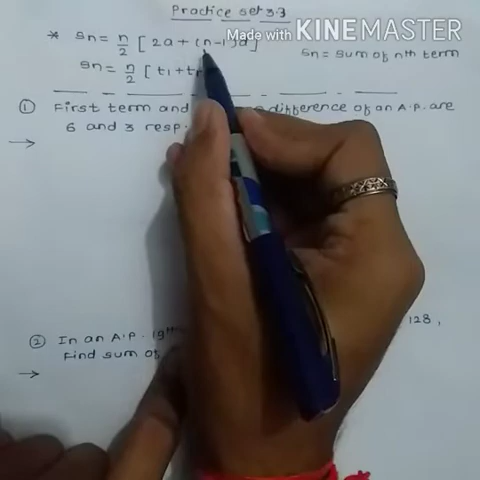 Practice set 3.3
Made with KINEMASTER
* Sn = n/2 [ 2a + (n-1)d ]
Sn = sum of nth term
Sn = n/2 [ t1 +
① First term and difference of an A.P. are
6 and 3 resp.
→
② In an A.P. 19th 128,
Find sum of
→